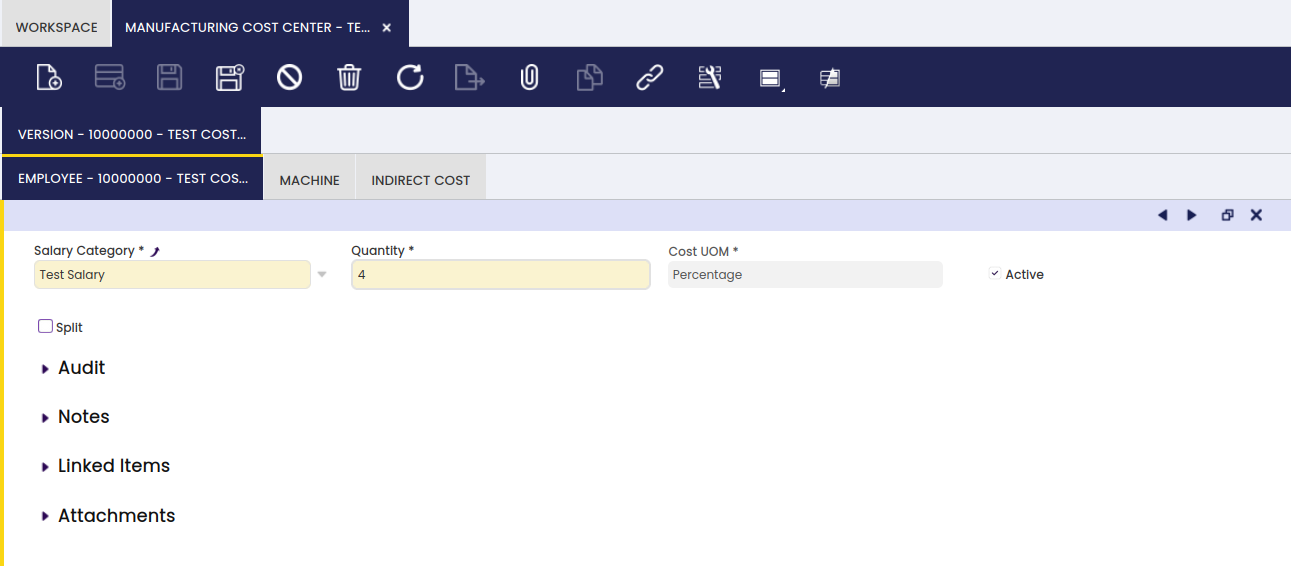 WORKSPACE
MANUFACTURING COST CENTER - TE...
VERSION - 10000000 - TEST COST...
EMPLOYEE - 10000000 - TEST COS...
MACHINE
INDIRECT COST
Salary Category *
Quantity *
Cost UOM *
Test Salary
4
Percentage
Active
Split
Audit
Notes
Linked Items
Attachments